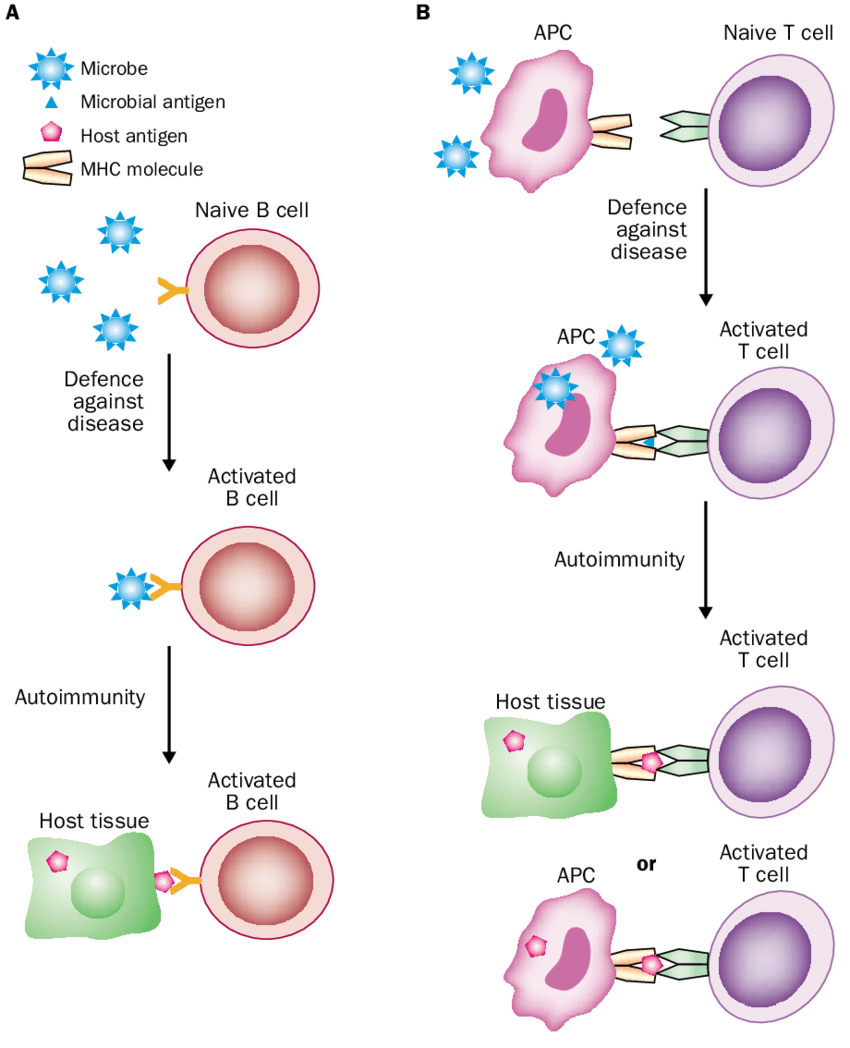 A
Microbe
Microbial antigen
Host antigen
MHC molecule
Naive B cell
Defence
against
disease
Activated
B cell
Autoimmunity
Activated
B cell
Host tissue
B
APC
Naive T cell
Defence
against
disease
APC
Activated
T cell
Autoimmunity
Activated
T cell
Host tissue
or
APC
Activated
T cell